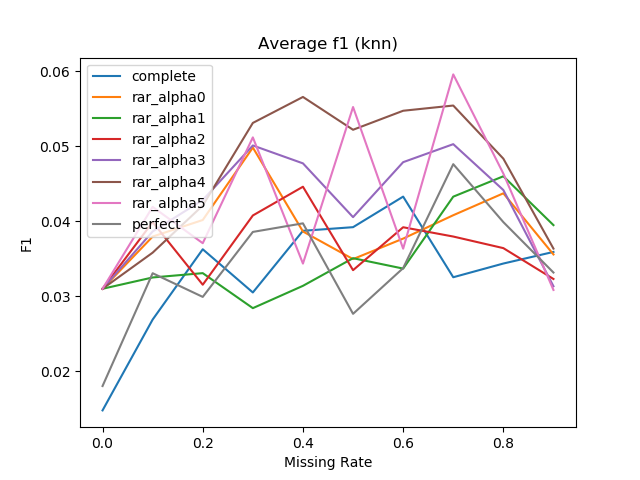 Average f1 (knn)
complete
rar_alpha0
rar_alpha1
rar_alpha2
rar_alpha3
rar_alpha4
rar_alpha5
perfect
0.06
0.05
0.04
0.03
0.02
F1
0.0 0.2 0.4 0.6 0.8
Missing Rate